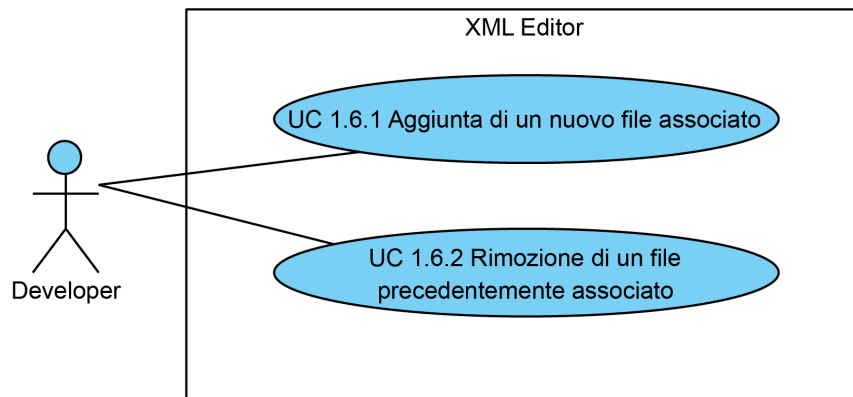 XML Editor
UC 1.6.1 Aggiunta di un nuovo file associato
UC 1.6.2 Rimozione di un file
precedentemente associato
Developer